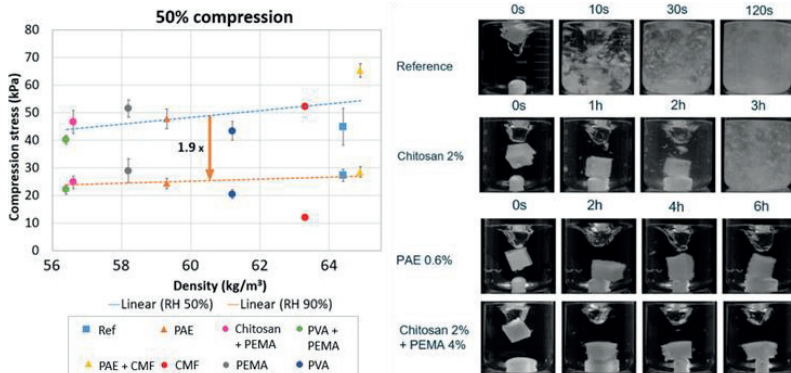 50% compression
Compression stress (kPa)
80
70
60
50
40
30
20
10
0
1.9 x
56 58 60 62 64
Density (kg/m³)
Linear (RH 50%) Linear (RH 90%)
Ref PAE Chitosan + PEMA PVA + PEMA
PAE + CMF CMF PEMA PVA
0s 10s 30s 120s
Reference
0s 1h 2h 3h
Chitosan 2%
0s 2h 4h 6h
PAE 0.6%
Chitosan 2%
+ PEMA 4%